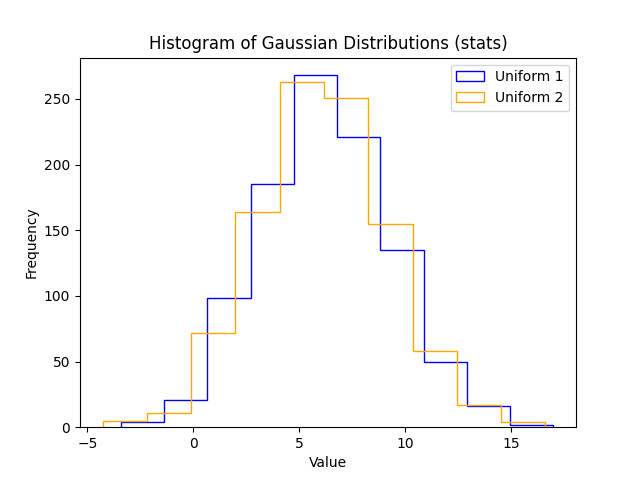 Histogram of Gaussian Distributions (stats)
Uniform 1
Uniform 2
Frequency
250
200
150
100
50
0
−5
0
5
10
15
Value